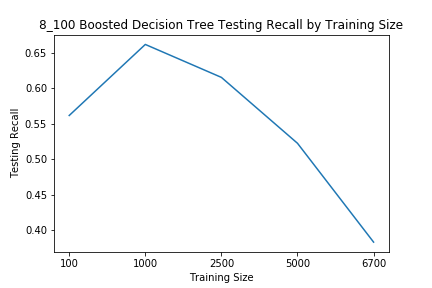 8_100 Boosted Decision Tree Testing Recall by Training Size
0.65
0.60
0.55
0.50
0.45
0.40
Testing Recall
100 1000 2500 5000 6700
Training Size